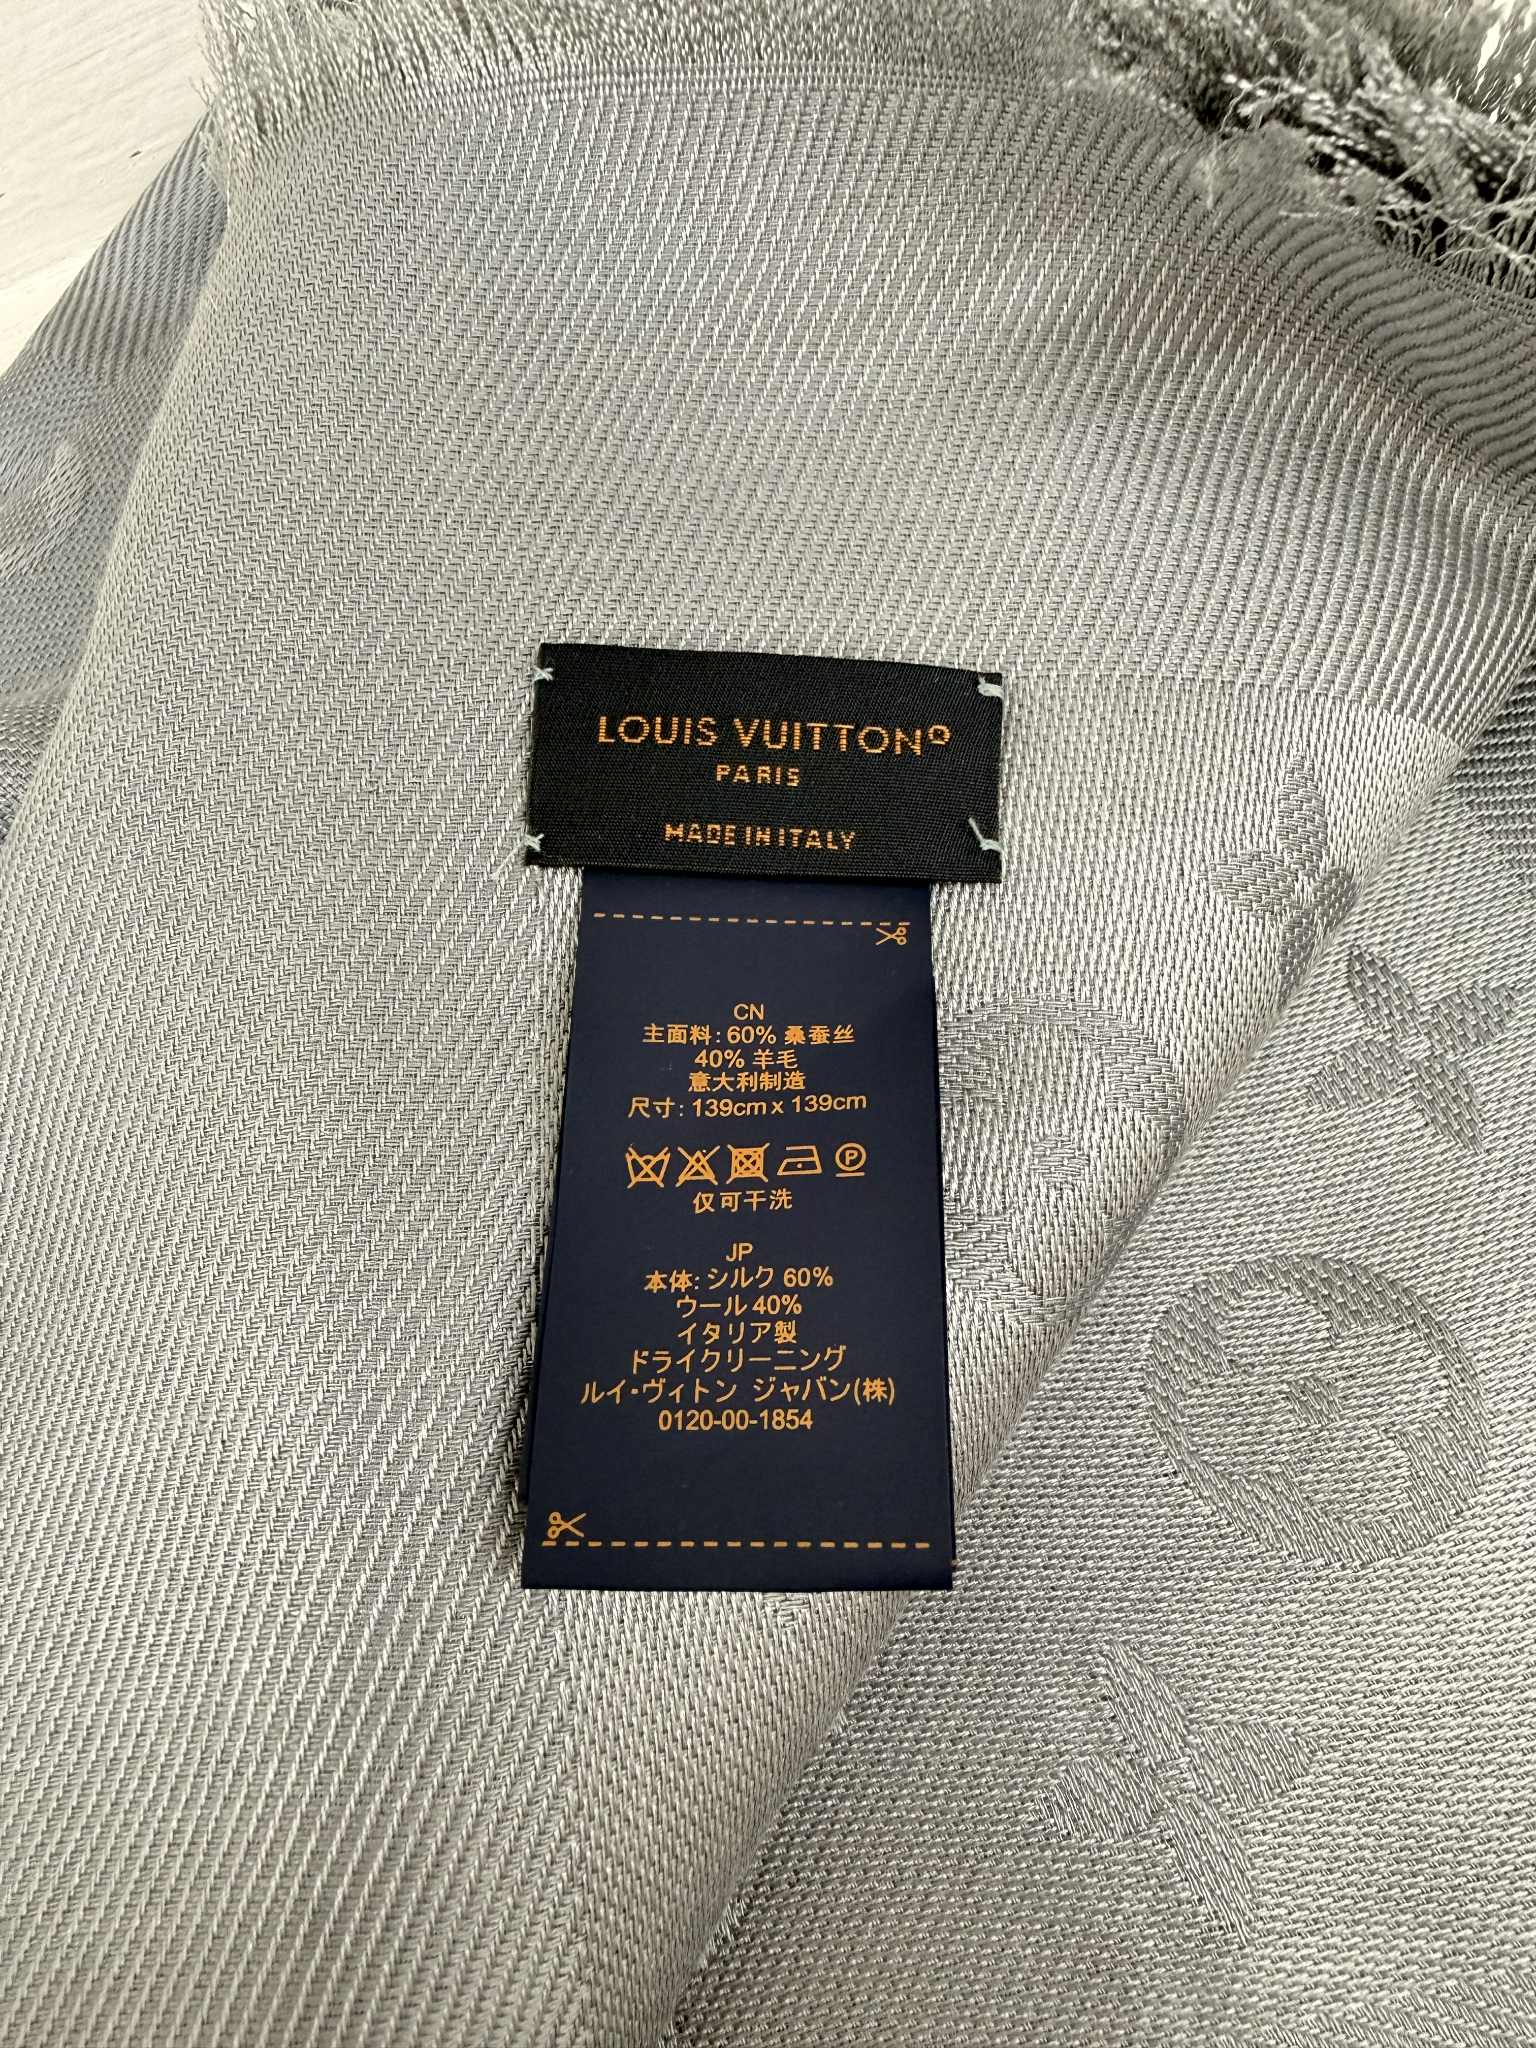 LOUIS VUITTON®
PARIS
MADE IN ITALY
CN
主面料: 60% 桑蚕丝
40% 羊毛
意大利制造
尺寸: 139cm x 139cm
P
仅可干洗
JP
本体: シルク 60%
ウール 40%
イタリア製
ドライクリーニング
ルイ・ヴィトン ジャパン(株)
0120-00-1854